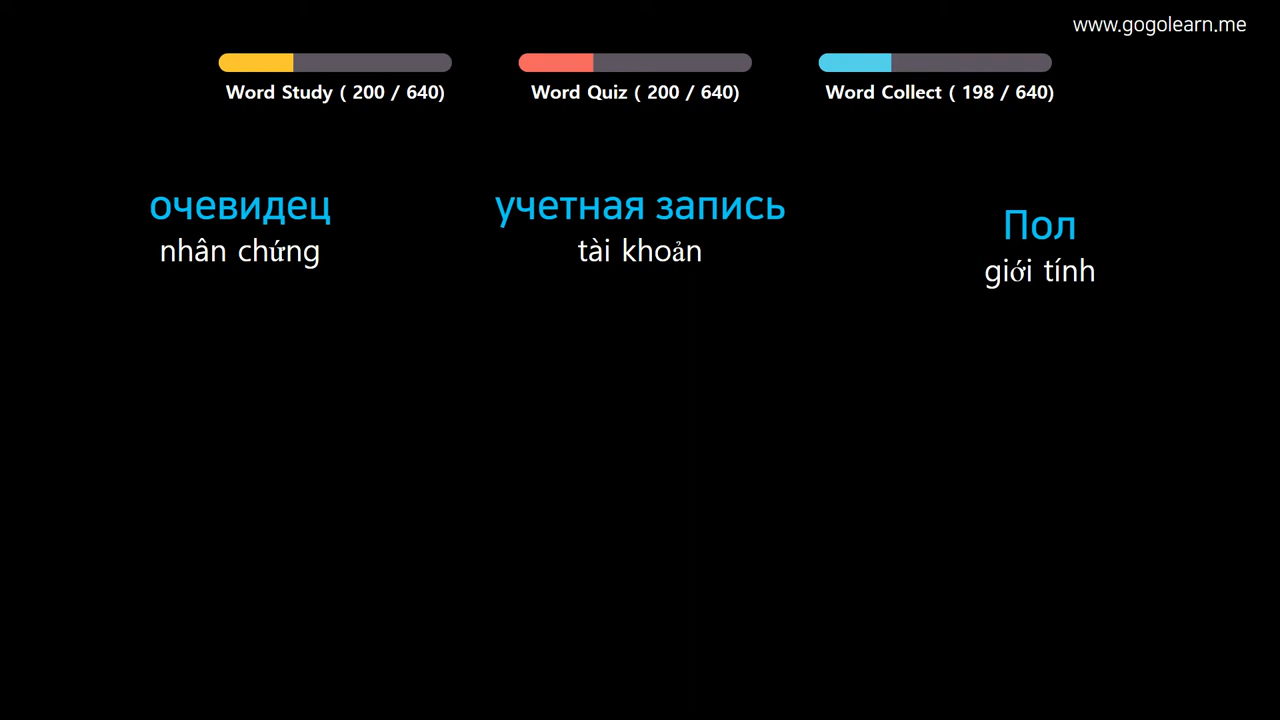 www.gogolearn.me
Word Study ( 200 / 640)
Word Quiz ( 200 / 640)
Word Collect ( 198 / 640)
очевидец
nhân chứng
учетная запись
tài khoản
Пол
giới tính